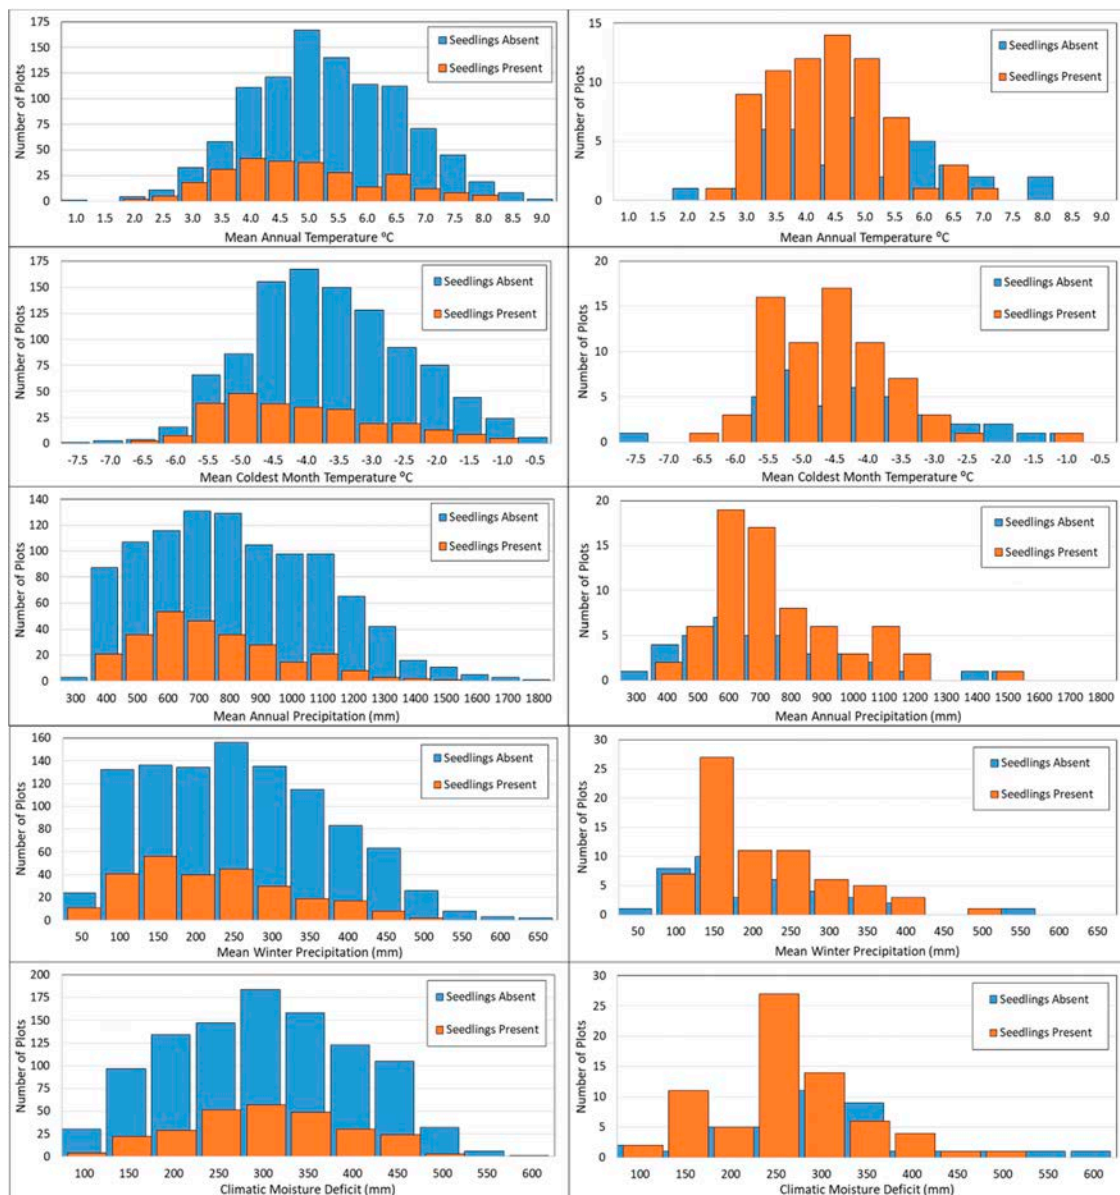 175
150
125
100
75
50
25
0
Number of Plots
Seedlings Absent
Seedlings Present
1.0 1.5 2.0 2.5 3.0 3.5 4.0 4.5 5.0 5.5 6.0 6.5 7.0 7.5 8.0 8.5 9.0
Mean Annual Temperature ºC
15
10
5
0
Number of Plots
Seedlings Absent
Seedlings Present
1.0 1.5 2.0 2.5 3.0 3.5 4.0 4.5 5.0 5.5 6.0 6.5 7.0 7.5 8.0 8.5 9.0
Mean Annual Temperature ºC
175
150
125
100
75
50
25
0
Number of Plots
Seedlings Absent
Seedlings Present
-7.5 -7.0 -6.5 -6.0 -5.5 -5.0 -4.5 -4.0 -3.5 -3.0 -2.5 -2.0 -1.5 -1.0 -0.5
Mean Coldest Month Temperature ºC
20
15
10
5
0
Number of Plots
Seedlings Absent
Seedlings Present
-7.5 -7.0 -6.5 -6.0 -5.5 -5.0 -4.5 -4.0 -3.5 -3.0 -2.5 -2.0 -1.5 -1.0 -0.5
Mean Coldest Month Temperature ºC
140
120
100
80
60
40
20
0
Number of Plots
Seedlings Absent
Seedlings Present
300 400 500 600 700 800 900 1000 1100 1200 1300 1400 1500 1600 1700 1800
Mean Annual Precipitation (mm)
20
15
10
5
0
Number of Plots
Seedlings Absent
Seedlings Present
300 400 500 600 700 800 900 1000 1100 1200 1300 1400 1500 1600 1700 1800
Mean Annual Precipitation (mm)
160
140
120
100
80
60
40
20
0
Number of Plots
Seedlings Absent
Seedlings Present
50 100 150 200 250 300 350 400 450 500 550 600 650
Mean Winter Precipitation (mm)
30
25
20
15
10
5
0
Number of Plots
Seedlings Absent
Seedlings Present
50 100 150 200 250 300 350 400 450 500 550 600 650
Mean Winter Precipitation (mm)
200
175
150
125
100
75
50
25
0
Number of Plots
Seedlings Absent
Seedlings Present
100 150 200 250 300 350 400 450 500 550 600
Climatic Moisture Deficit (mm)
30
25
20
15
10
5
0
Number of Plots
Seedlings Absent
Seedlings Present
100 150 200 250 300 350 400 450 500 550 600
Climatic Moisture Deficit (mm)